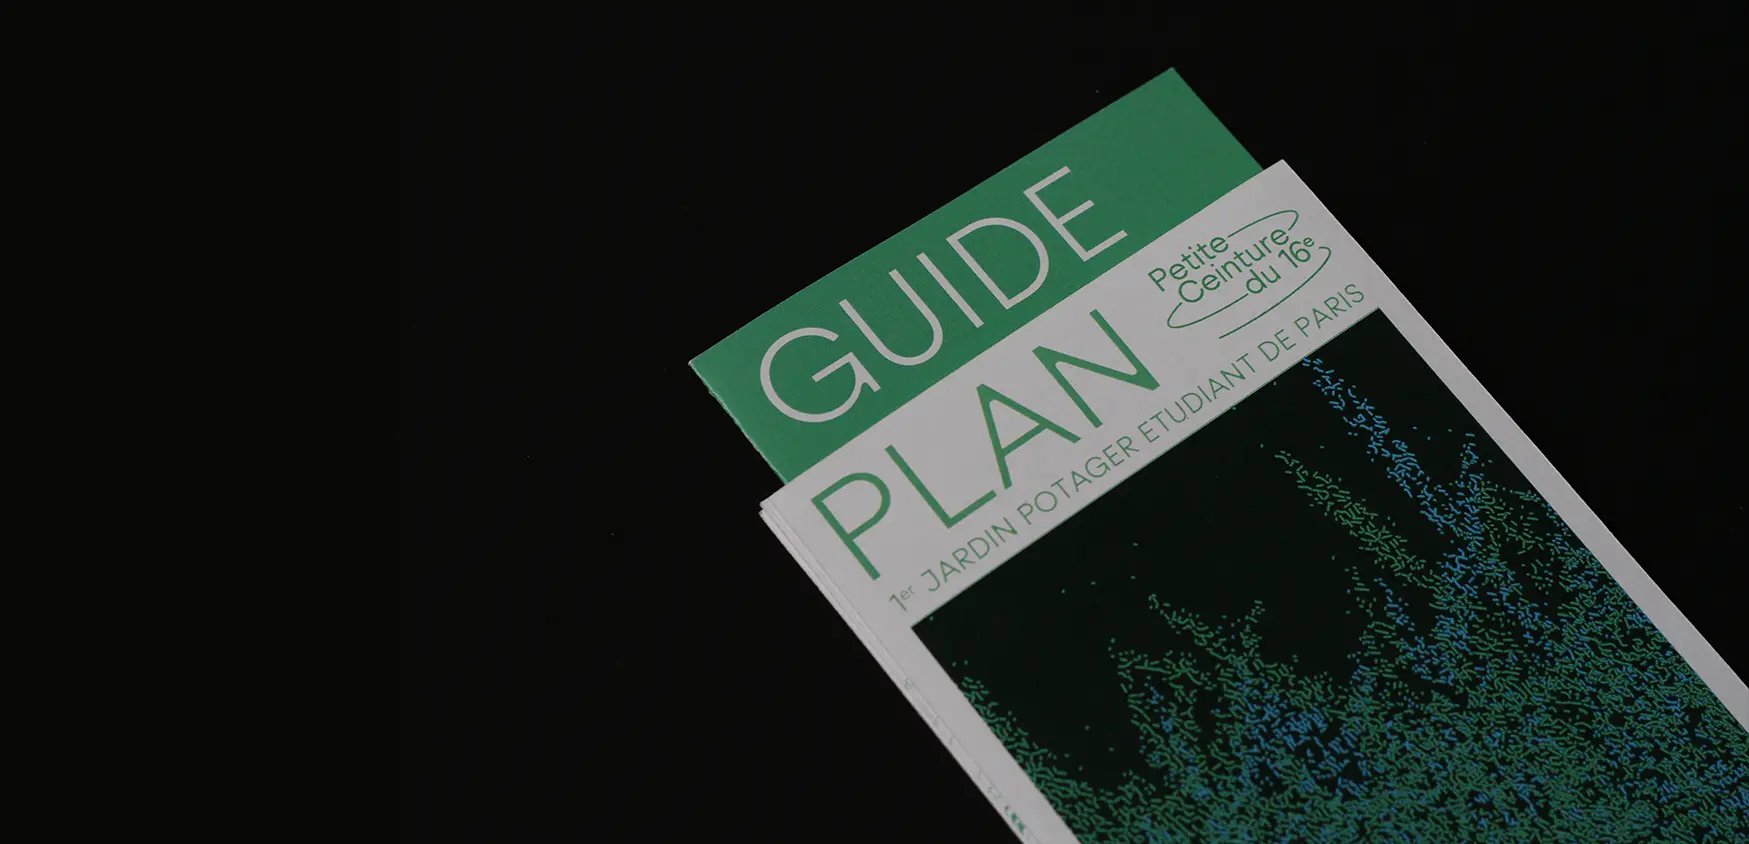 GUIDE
PLAN
Petite
Ceinture
du 16e
1er JARDIN POTAGER ETUDIANT DE PARIS